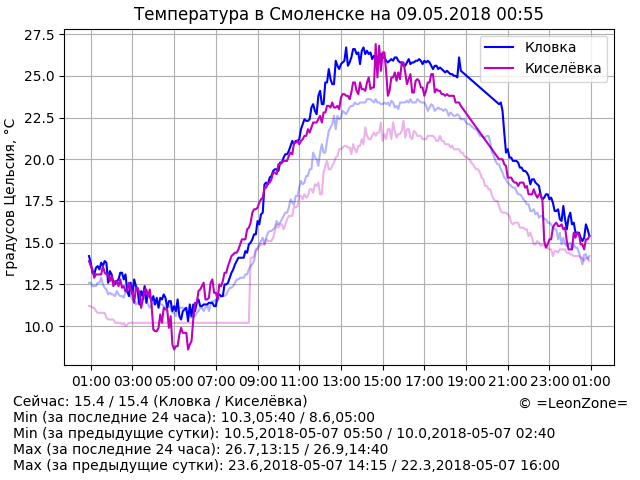 Температура в Смоленске на 09.05.2018 00:55
градусов Цельсия, °C
27.5
25.0
22.5
20.0
17.5
15.0
12.5
10.0
Кловка
Киселёвка
01:00 03:00 05:00 07:00 09:00 11:00 13:00 15:00 17:00 19:00 21:00 23:00 01:00
Сейчас: 15.4 / 15.4 (Кловка / Киселёвка)
© =LeonZone=
Min (за последние 24 часа): 10.3,05:40 / 8.6,05:00
Min (за предыдущие сутки): 10.5,2018-05-07 05:50 / 10.0,2018-05-07 02:40
Max (за последние 24 часа): 26.7,13:15 / 26.9,14:40
Max (за предыдущие сутки): 23.6,2018-05-07 14:15 / 22.3,2018-05-07 16:00